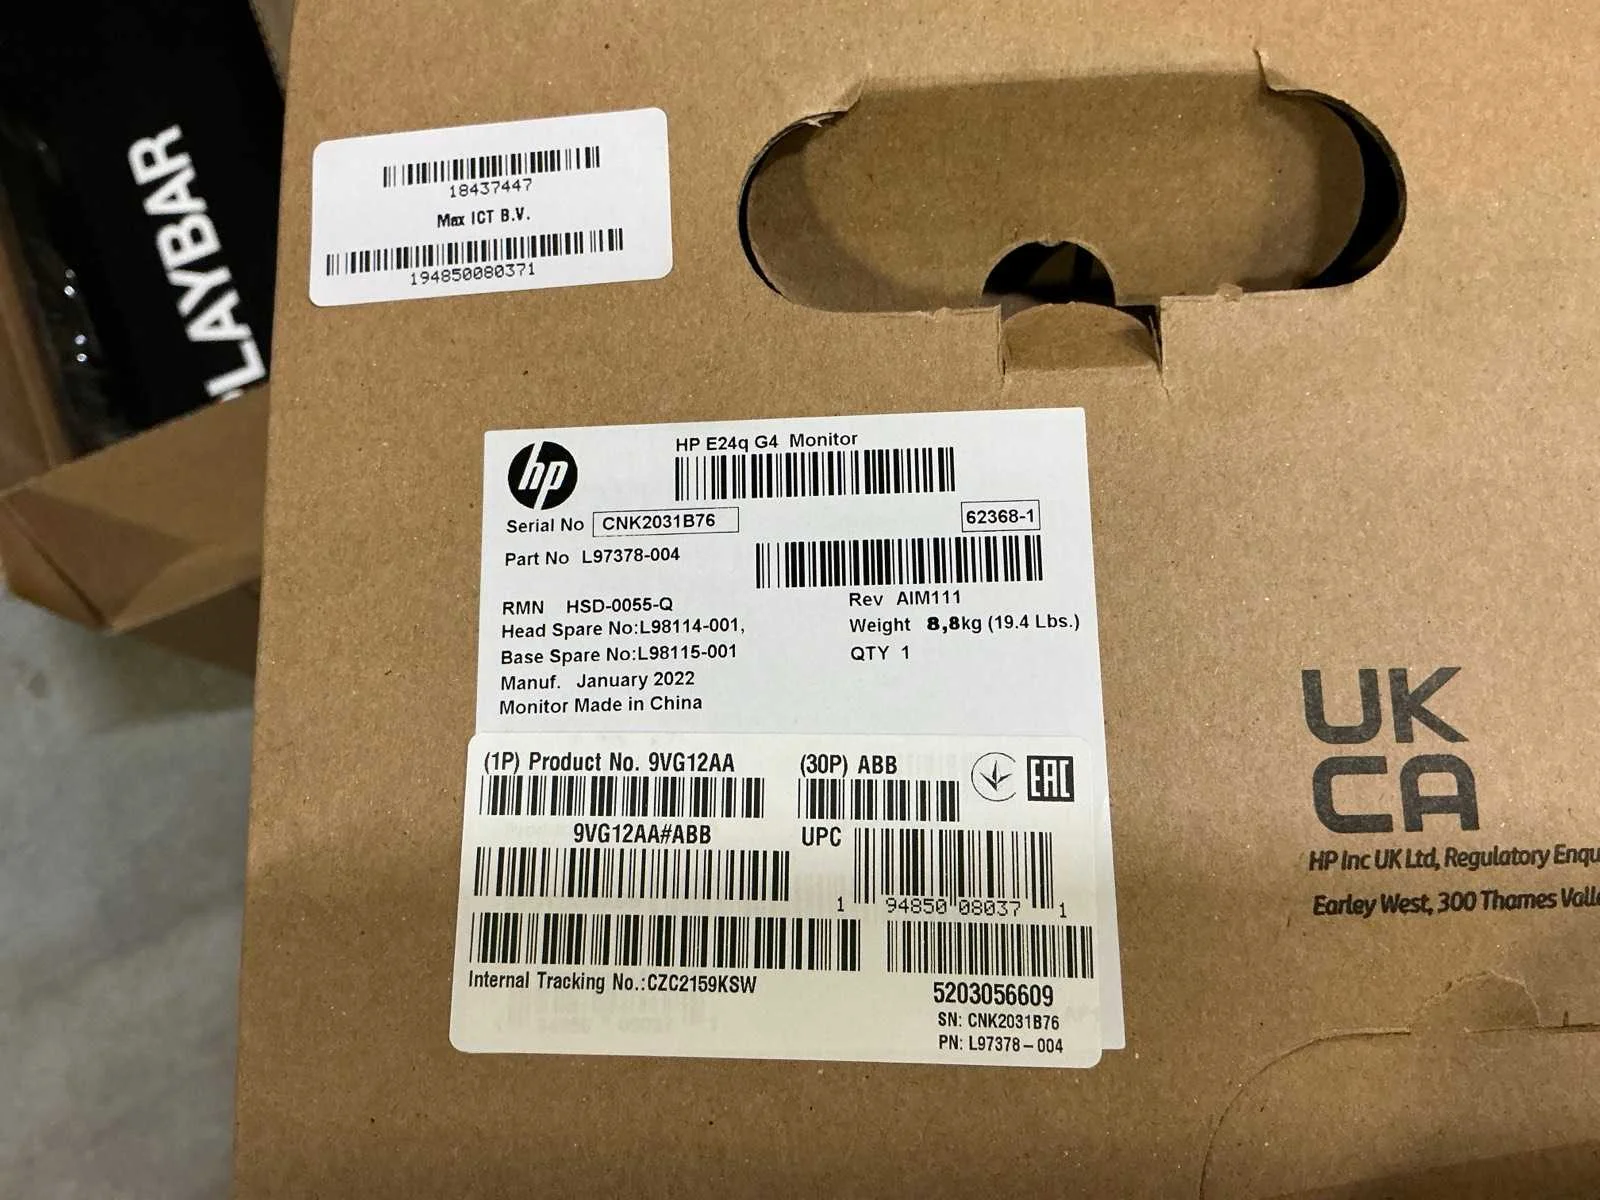 PLAYBAR
18437447
Max ICT B.V.
194850080371
hp
HP E24q G4 Monitor
Serial No CNK2031B76
62368-1
Part No L97378-004
RMN HSD-0055-Q
Rev AIM111
Head Spare No:L98114-001,
Weight 8,8kg (19.4 Lbs.)
Base Spare No:L98115-001
QTY 1
Manuf. January 2022
Monitor Made in China
(1P) Product No. 9VG12AA
(30P) ABB
EAC
9VG12AA#ABB
UPC
1 94850 08037 1
Internal Tracking No.:CZC2159KSW
5203056609
SN: CNK2031B76
PN: L97378-004
UK
CA
HP Inc UK Ltd, Regulatory Enqu
Earley West, 300 Thames Valle